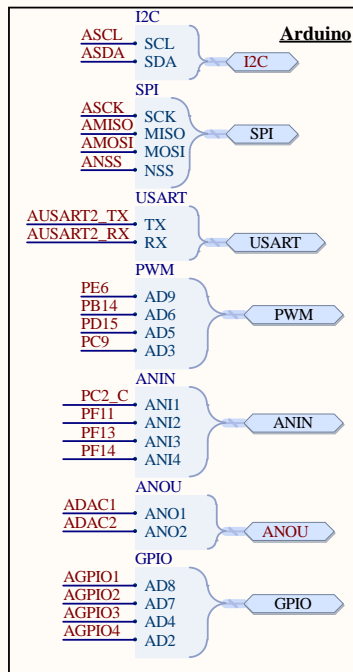 I2C
Arduino
ASCL SCL
ASDA SDA I2C
SPI
ASCK SCK
AMISO MISO SPI
AMOSI MOSI
ANSS NSS
USART
AUSART2_TX TX
AUSART2_RX RX USART
PWM
PE6 AD9
PB14 AD6 PWM
PD15 AD5
PC9 AD3
ANIN
PC2_C ANI1
PF11 ANI2 ANIN
PF13 ANI3
PF14 ANI4
ANOU
ADAC1 ANO1
ADAC2 ANO2 ANOU
GPIO
AGPIO1 AD8
AGPIO2 AD7 GPIO
AGPIO3 AD4
AGPIO4 AD2